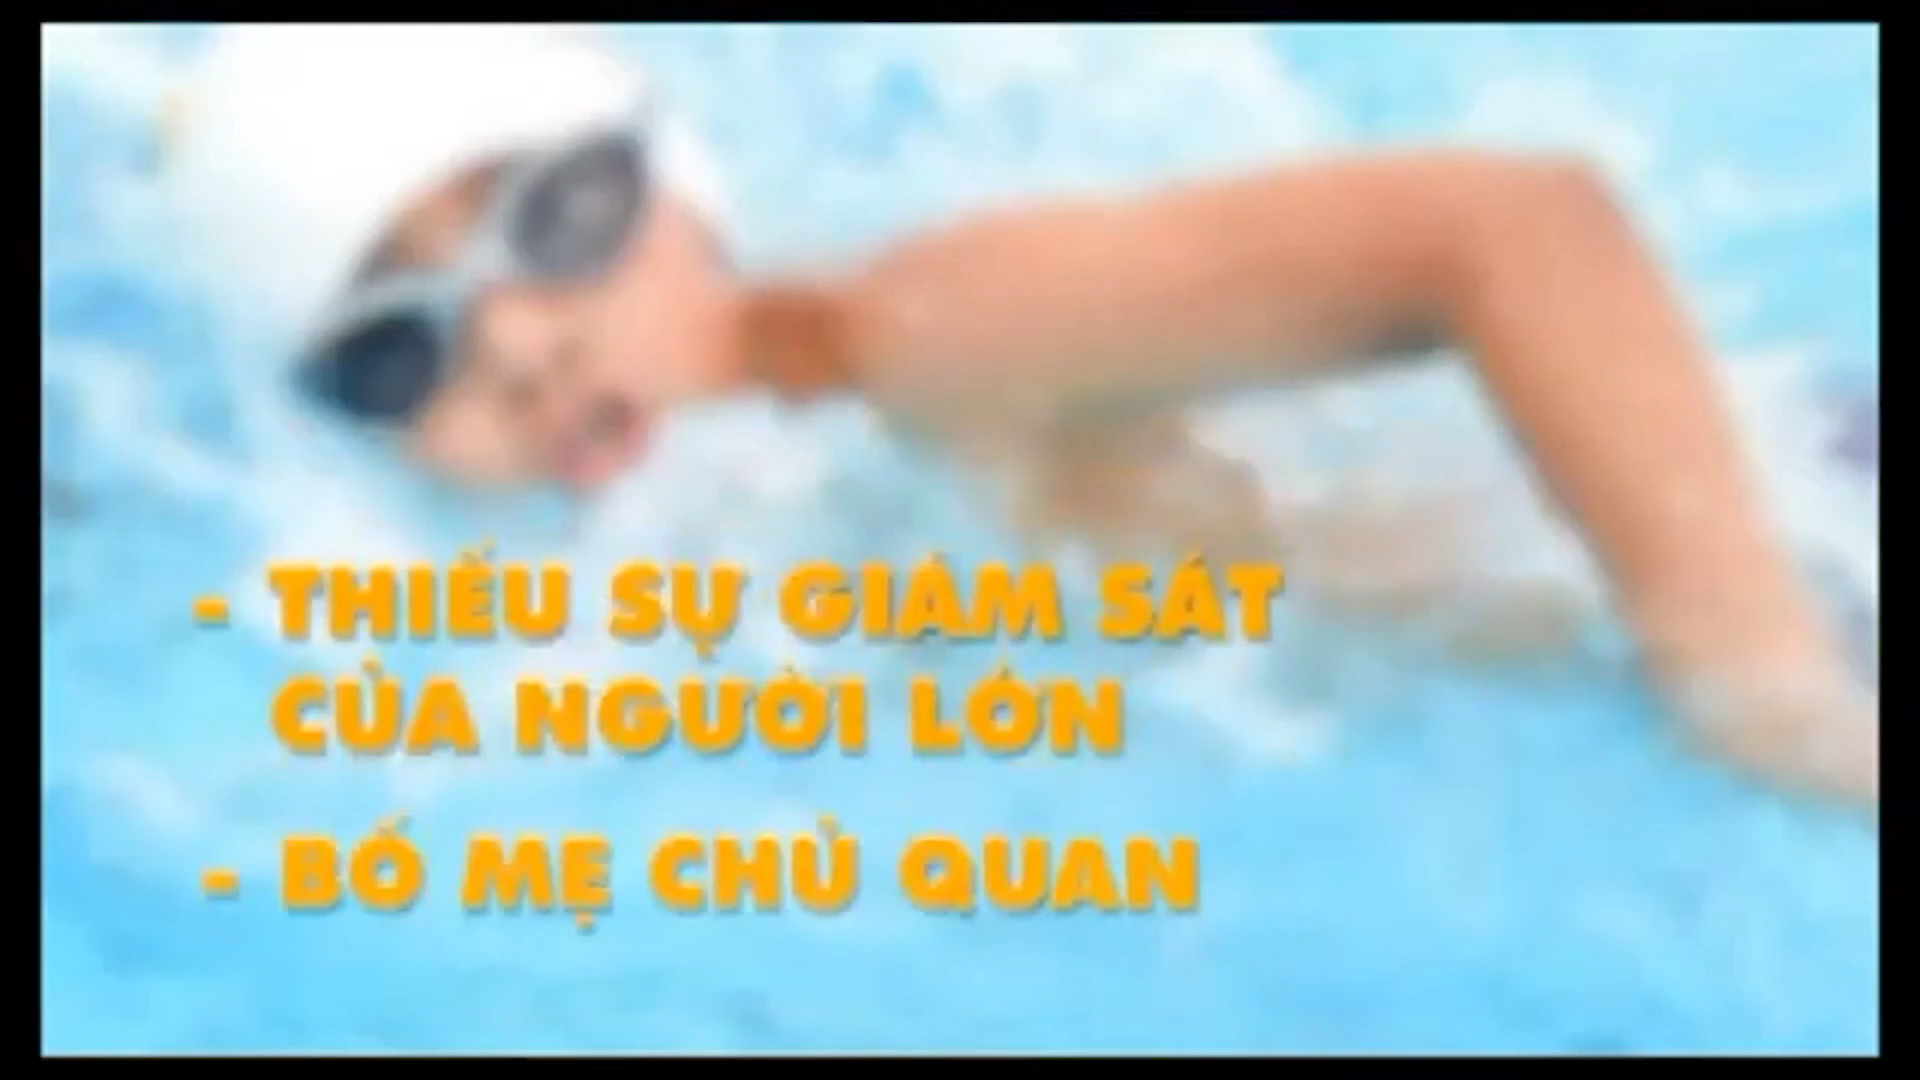 - THIẾU SỰ GIÁM SÁT
CỦA NGƯỜI LỚN
- BỐ MẸ CHỦ QUAN